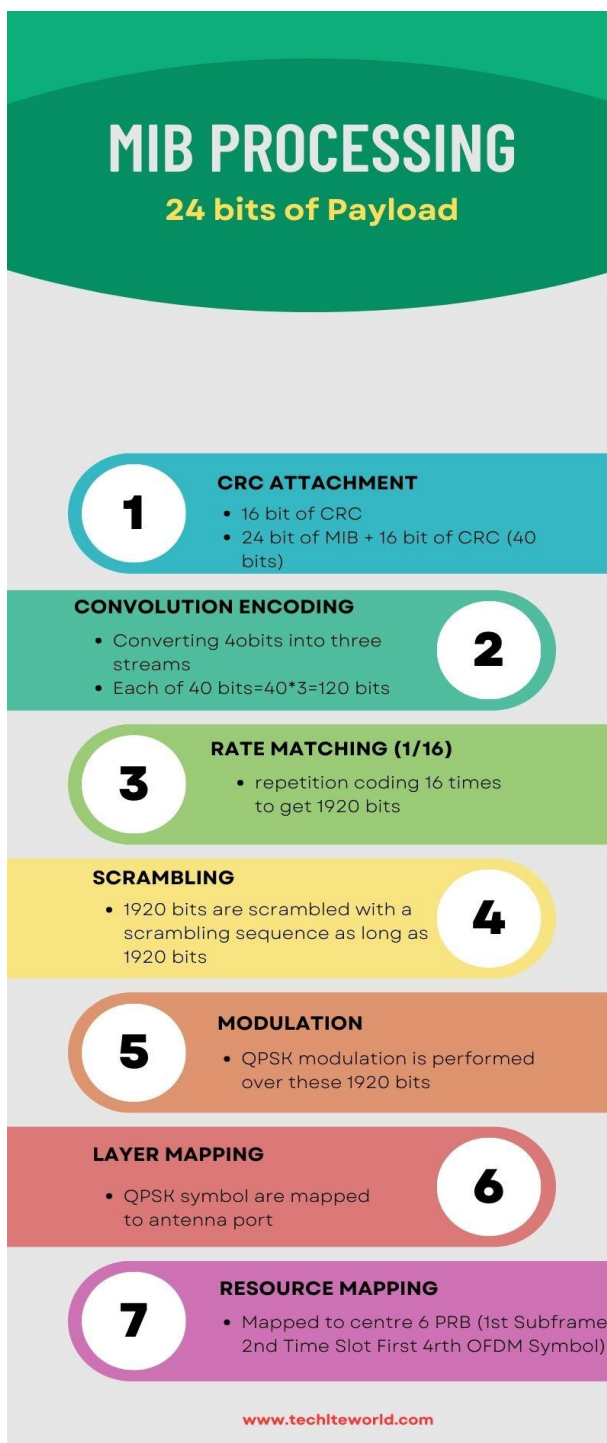 MIB PROCESSING
24 bits of Payload
1
CRC ATTACHMENT
• 16 bit of CRC
• 24 bit of MIB + 16 bit of CRC (40
bits)
CONVOLUTION ENCODING
• Converting 4obits into three
streams
• Each of 40 bits=40*3=120 bits
2
3
RATE MATCHING (1/16)
• repetition coding 16 times
to get 1920 bits
SCRAMBLING
• 1920 bits are scrambled with a
scrambling sequence as long as
1920 bits
4
5
MODULATION
• QPSK modulation is performed
over these 1920 bits
LAYER MAPPING
• QPSK symbol are mapped
to antenna port
6
7
RESOURCE MAPPING
• Mapped to centre 6 PRB (1st Subframe
2nd Time Slot First 4rth OFDM Symbol)
www.techlteworld.com